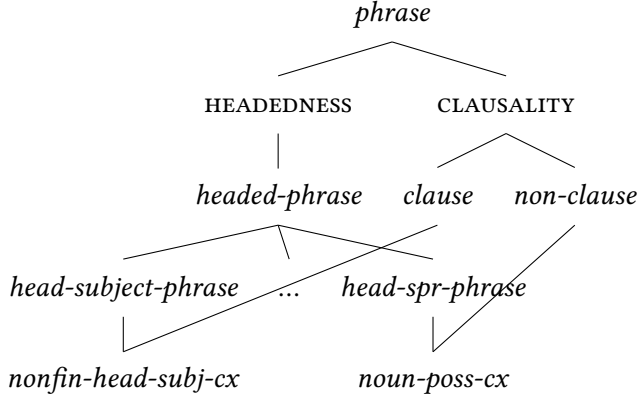 phrase
HEADEDNESS CLAUSALITY
headed-phrase clause non-clause
head-subject-phrase ... head-spr-phrase
nonfin-head-subj-cx noun-poss-cx